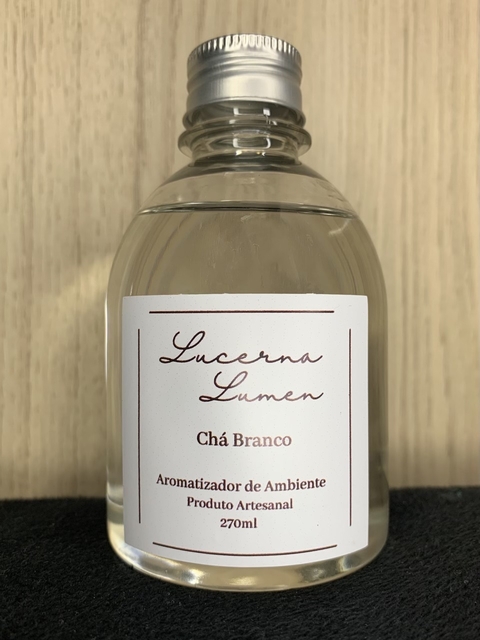 Lucerna
Lumen
Chá Branco
Aromatizador de Ambiente
Produto Artesanal
270ml